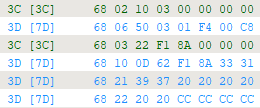 3C [3C] 68 02 10 03 00 00 00 00
3D [7D] 68 06 50 03 01 F4 00 C8
3C [3C] 68 03 22 F1 8A 00 00 00
3D [7D] 68 10 0D 62 F1 8A 33 31
3D [7D] 68 21 39 37 20 20 20 20
3D [7D] 68 22 20 20 CC CC CC CC